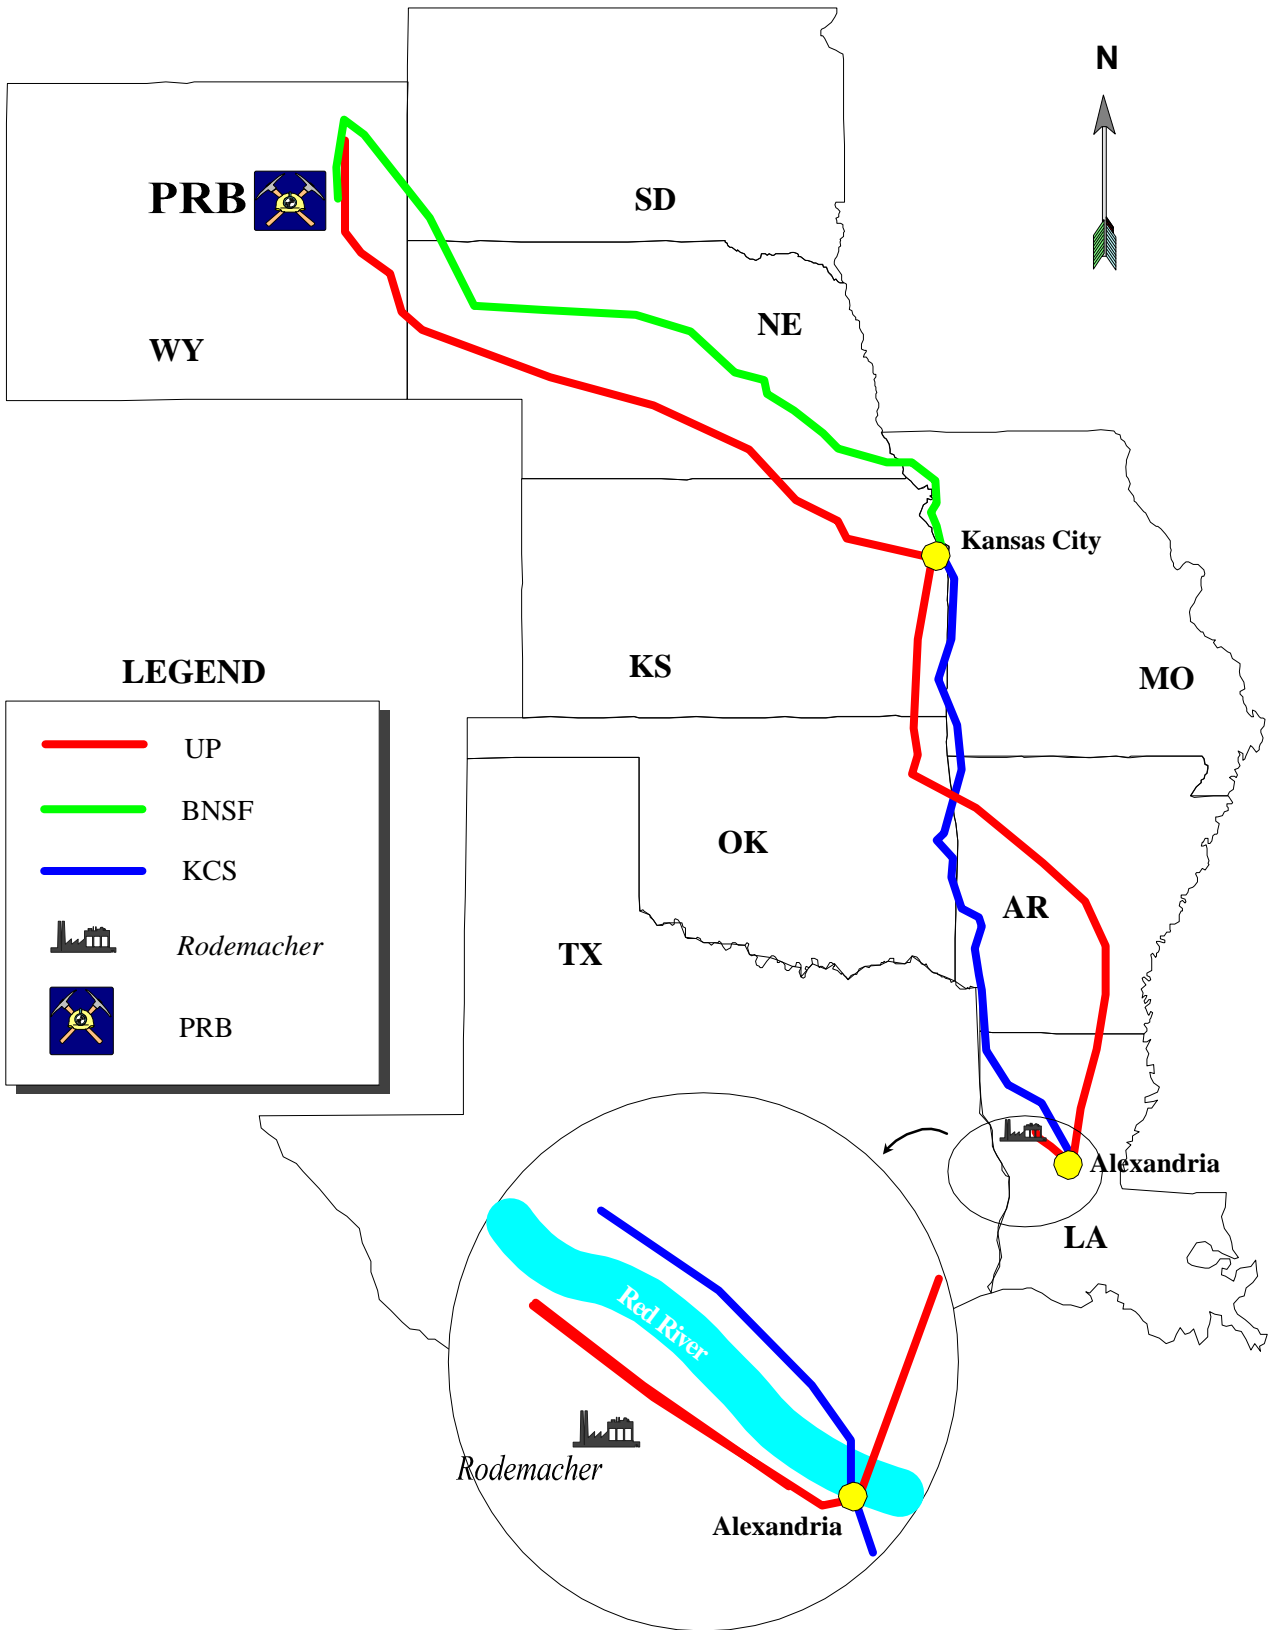 N
PRB
SD
NE
WY
Kansas City
LEGEND
KS
MO
UP
BNSF
KCS
OK
AR
Rodemacher
TX
PRB
Alexandria
LA
Red River
Rodemacher
Alexandria